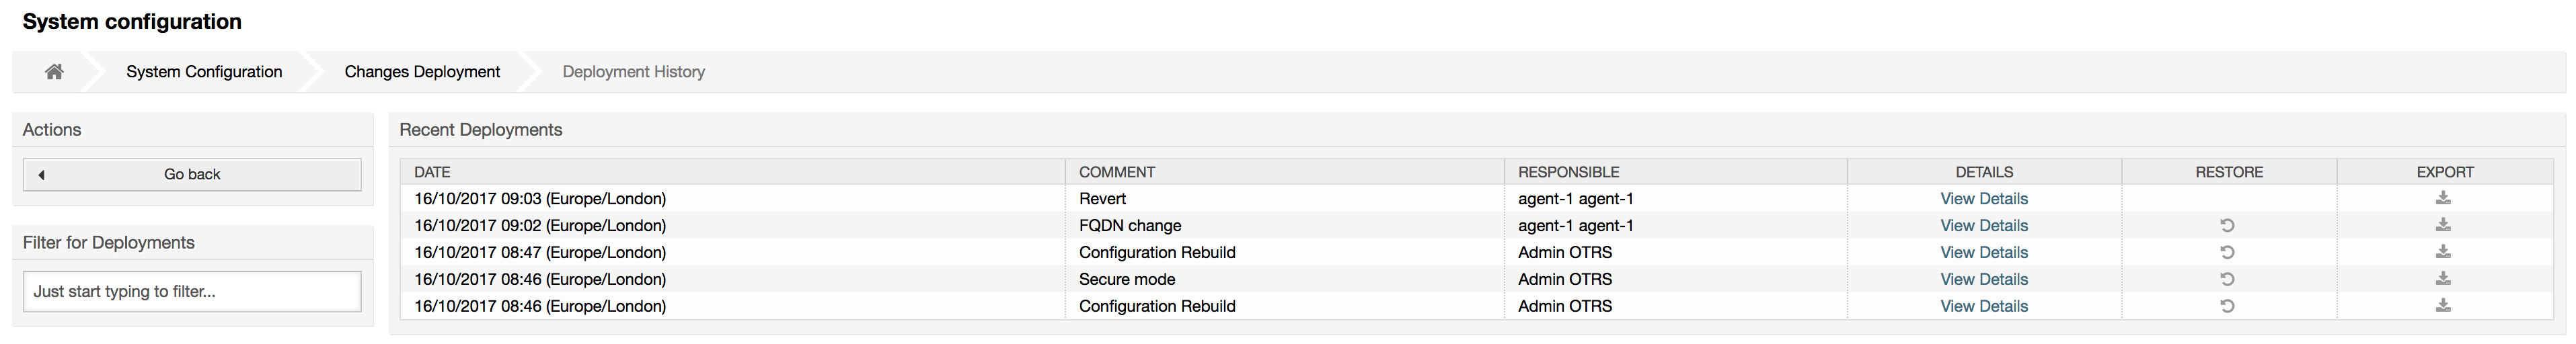 System configuration
System Configuration Changes Deployment Deployment History
Actions
Go back
Filter for Deployments
Just start typing to filter...
Recent Deployments
DATE COMMENT RESPONSIBLE DETAILS RESTORE EXPORT
16/10/2017 09:03 (Europe/London) Revert agent-1 agent-1 View Details
16/10/2017 09:02 (Europe/London) FQDN change agent-1 agent-1 View Details
16/10/2017 08:47 (Europe/London) Configuration Rebuild Admin OTRS View Details
16/10/2017 08:46 (Europe/London) Secure mode Admin OTRS View Details
16/10/2017 08:46 (Europe/London) Configuration Rebuild Admin OTRS View Details